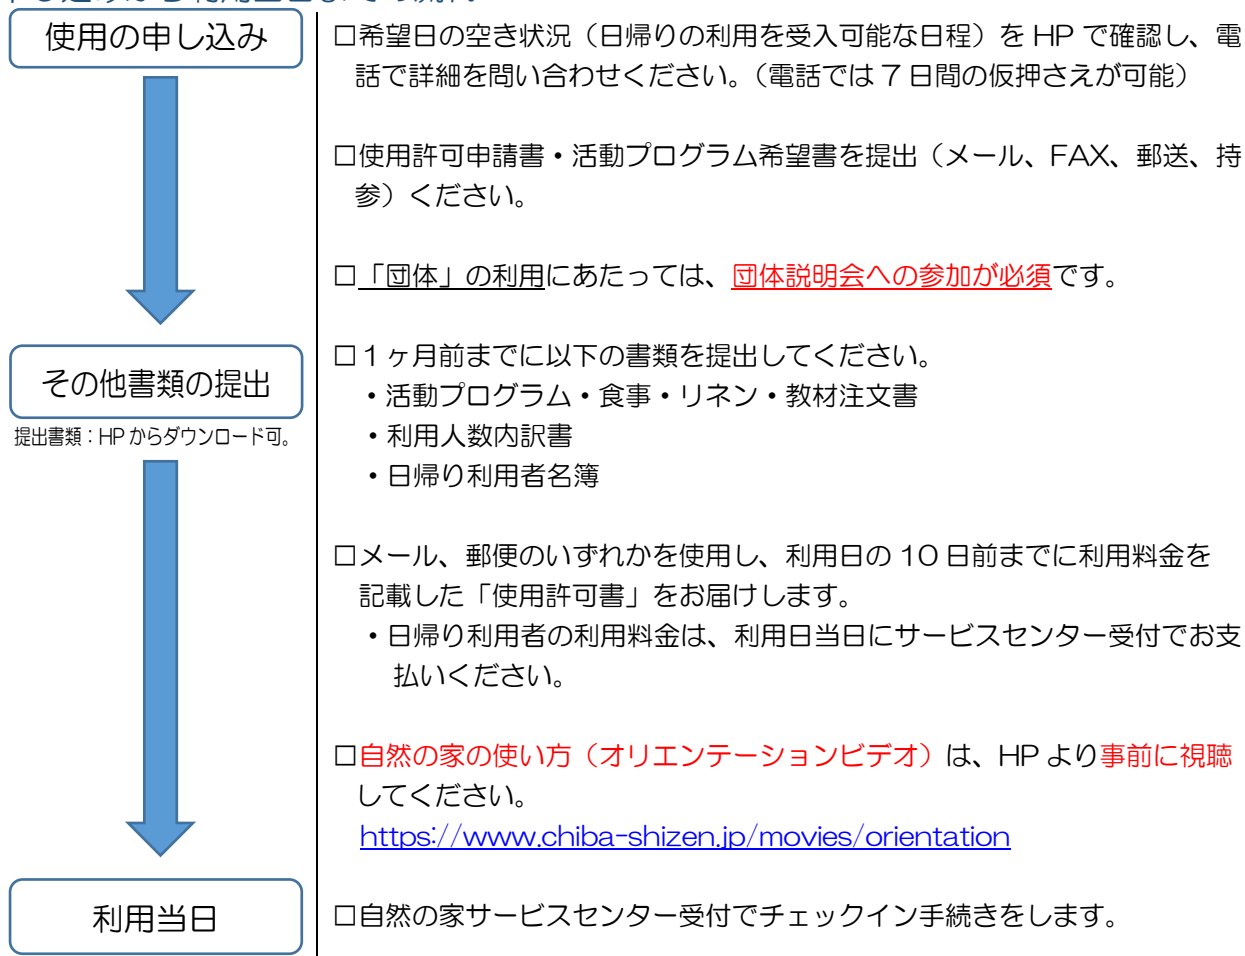 使用の申し込み
□希望日の空き状況（日帰りの利用を受入可能な日程）を HP で確認し、電
話で詳細を問い合わせください。（電話では 7 日間の仮押さえが可能）
□使用許可申請書・活動プログラム希望書を提出（メール、FAX、郵送、持
参）ください。
□「団体」の利用にあたっては、団体説明会への参加が必須です。
その他書類の提出
提出書類：HP からダウンロード可。
□１ヶ月前までに以下の書類を提出してください。
・活動プログラム・食事・リネン・教材注文書
・利用人数内訳書
・日帰り利用者名簿
□メール、郵便のいずれかを使用し、利用日の 10 日前までに利用料金を
記載した「使用許可書」をお届けします。
・日帰り利用者の利用料金は、利用日当日にサービスセンター受付でお支
払いください。
□自然の家の使い方（オリエンテーションビデオ）は、HP より事前に視聴
してください。
https://www.chiba-shizen.jp/movies/orientation
利用当日
□自然の家サービスセンター受付でチェックイン手続きをします。